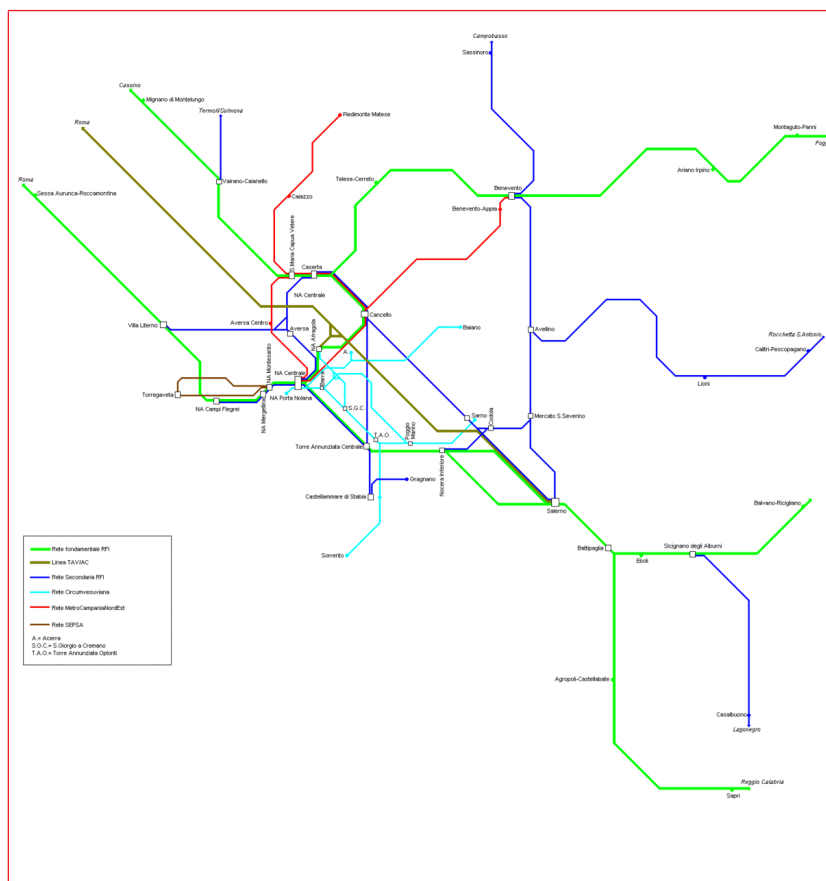 Campobasso
Sassinoro
Cassino
Mignano di Montelungo
Termoli/Sulmona
Roma
Piedimonte Matese
Montaguto-Panni
Fogg
Roma
Sessa Aurunca-Roccamonfina
Vairano-Caianello
Telese-Cerreto
Ariano Irpino
Caiazzo
Benevento
Benevento-Appia
S.Maria Capua Vetere
Caserta
NA Centrale
Cancello
Villa Literno
Aversa Centro
Aversa
NA Afragola
Baiano
Avellino
Rocchetta S.Antonio
Calitri-Pescopagano
A.
NA Montesanto
NA Centrale
Barra
Lioni
Torregaveta
NA Campi Flegrei
NA Mergellina
NA Porta Nolana
S.G.C.
Sarno
Codola
Mercato S.Severino
T.A.O.
Poggio
Marino
Torre Annunziata Centrale
Nocera Inferiore
Gragnano
Castellammare di Stabia
Salerno
Balvano-Ricigliano
Sorrento
Battipaglia
Eboli
Sicignano degli Alburni
Rete fondamentale RFI
Linea TAV/AC
Rete Secondaria RFI
Rete Circumvesuviana
Rete MetroCampaniaNordEst
Rete SEPSA
A.= Acerra
S.G.C.= S.Giorgio a Cremano
T.A.O.= Torre Annunziata Oplonti
Agropoli-Castellabate
Casalbuono
Lagonegro
Reggio Calabria
Sapri